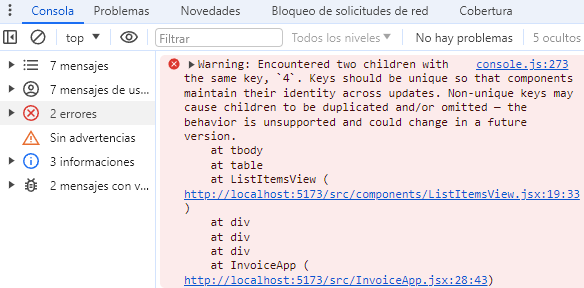 Consola Problemas Novedades Bloqueo de solicitudes de red Cobertura
top ▼ Filtrar Todos los niveles ▼ No hay problemas 5 ocultos
7 mensajes
7 mensajes de us...
2 errores
Sin advertencias
3 informaciones
2 mensajes con v...
Warning: Encountered two children with console.js:273
the same key, `4`. Keys should be unique so that components
maintain their identity across updates. Non-unique keys may
cause children to be duplicated and/or omitted — the
behavior is unsupported and could change in a future
version.
at tbody
at table
at ListItemsView (
http://localhost:5173/src/components/ListItemsView.jsx:19:33
)
at div
at div
at div
at InvoiceApp (
http://localhost:5173/src/InvoiceApp.jsx:28:43)